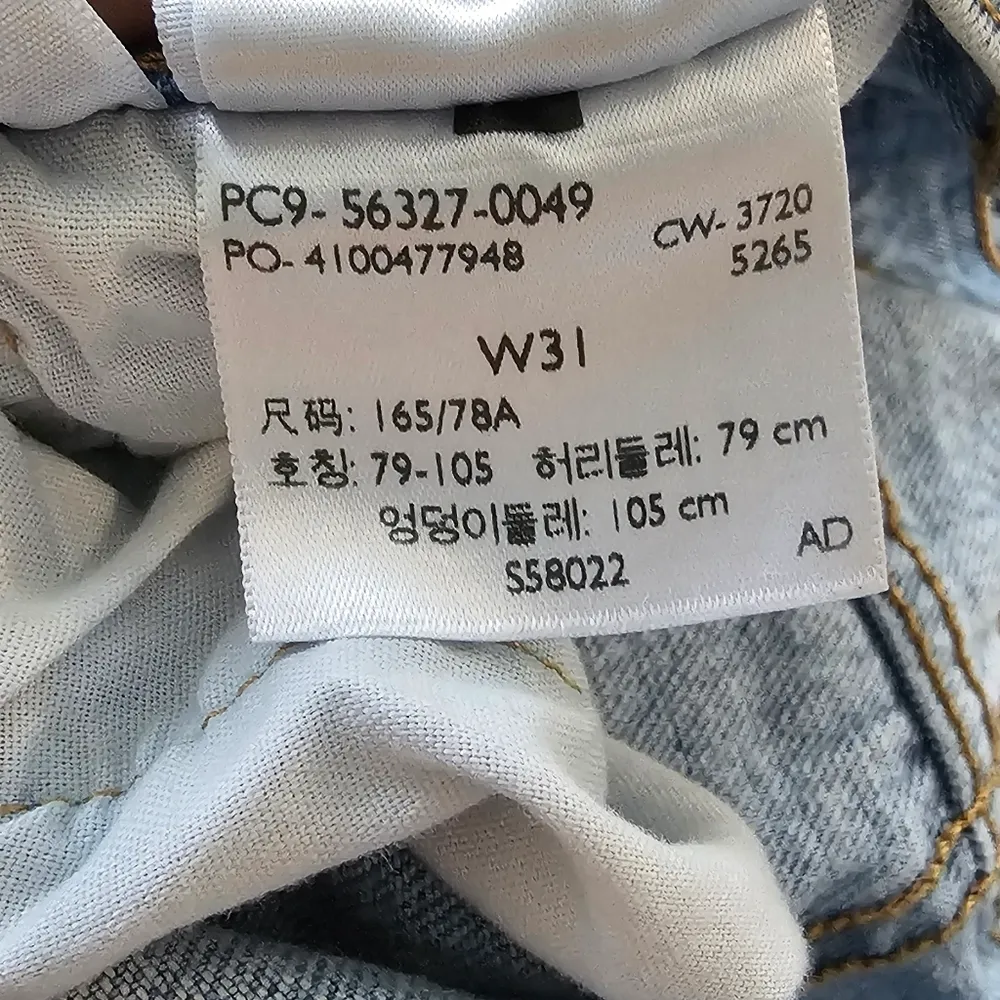 PC9-56327-0049
PO-4100477948
CW-3720
5265
W31
尺码: 165/78A
호칭: 79-105 허리둘레: 79 cm
엉덩이둘레: 105 cm
S58022
AD